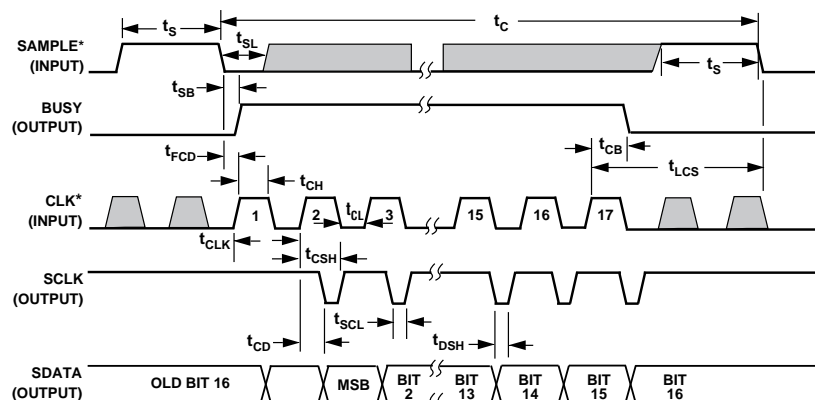 tS
tC
SAMPLE*
(INPUT)
tSL
tS
tSB
BUSY
(OUTPUT)
tFCD
tCB
tLCS
tCH
CLK*
(INPUT)
1
2
tCL
3
15
16
17
tCLK
tCSH
SCLK
(OUTPUT)
tSCL
tCD
tDSH
SDATA
(OUTPUT)
OLD BIT 16
MSB
BIT
2
BIT
13
BIT
14
BIT
15
BIT
16